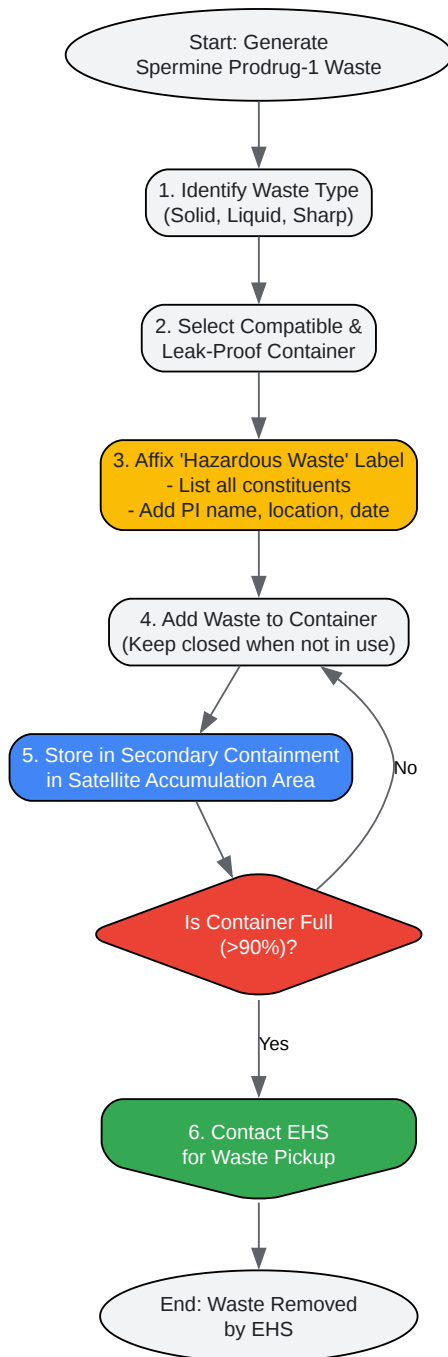 Start: Generate
Spermine Prodrug-1 Waste
1. Identify Waste Type
(Solid, Liquid, Sharp)
2. Select Compatible &
Leak-Proof Container
3. Affix 'Hazardous Waste' Label
- List all constituents
- Add PI name, location, date
4. Add Waste to Container
(Keep closed when not in use)
5. Store in Secondary Containment
in Satellite Accumulation Area
No
Is Container Full
(>90%)?
Yes
6. Contact EHS
for Waste Pickup
End: Waste Removed
by EHS